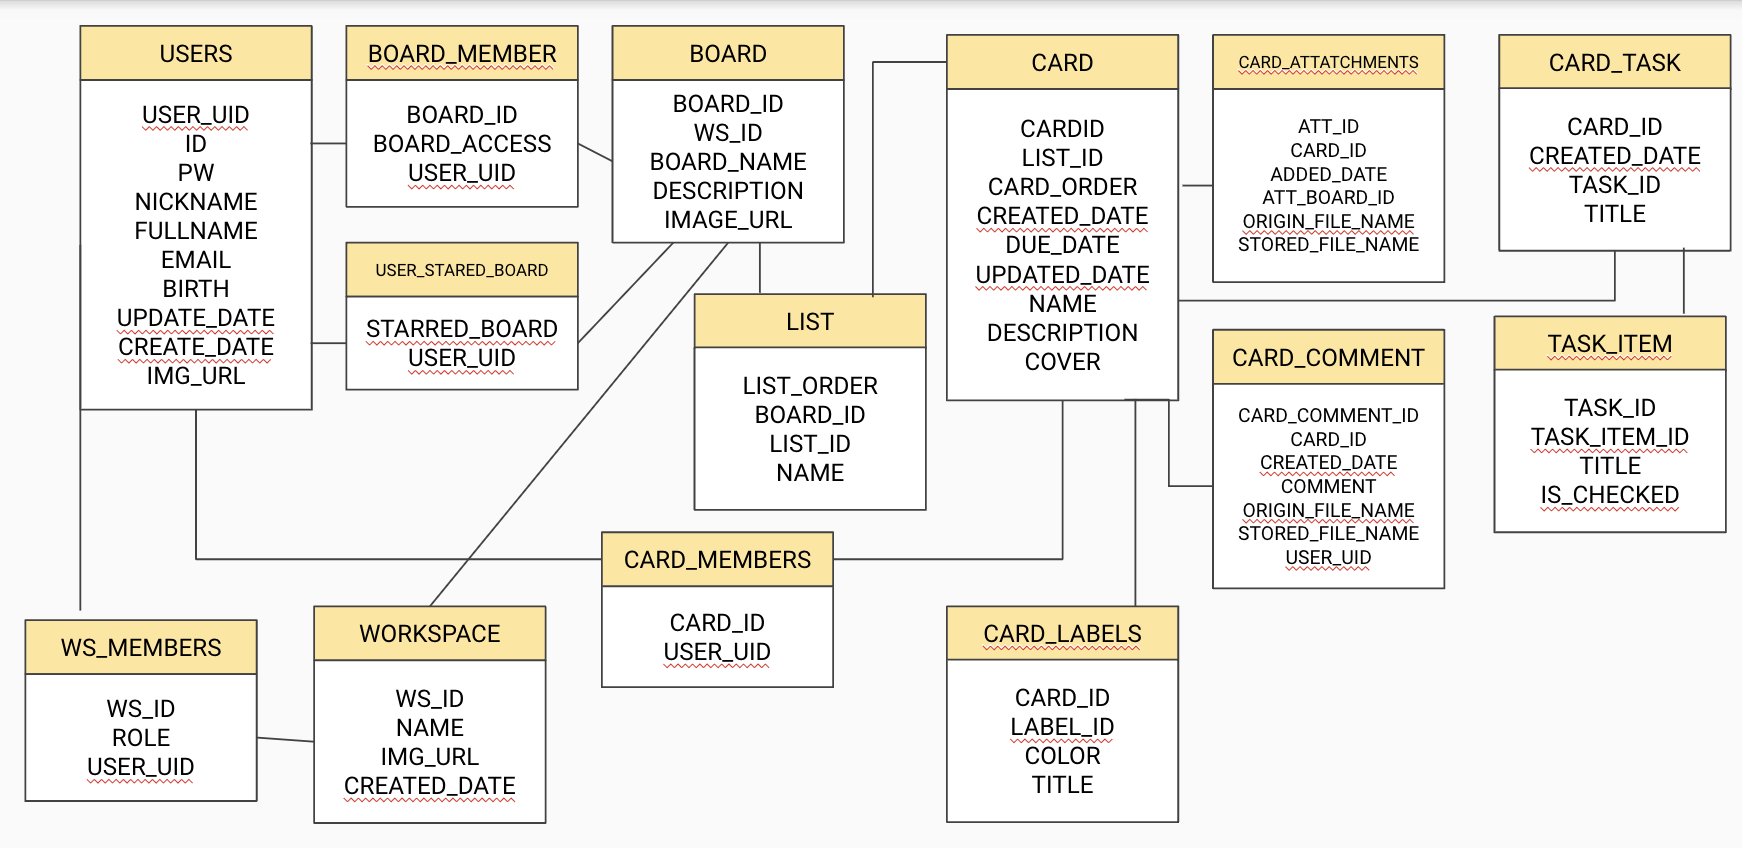 USERS
USER_UID
ID
PW
NICKNAME
FULLNAME
EMAIL
BIRTH
UPDATE_DATE
CREATE_DATE
IMG_URL
BOARD_MEMBER
BOARD_ID
BOARD_ACCESS
USER_UID
USER_STARED_BOARD
STARRED_BOARD
USER_UID
BOARD
BOARD_ID
WS_ID
BOARD_NAME
DESCRIPTION
IMAGE_URL
LIST
LIST_ORDER
BOARD_ID
LIST_ID
NAME
CARD
CARDID
LIST_ID
CARD_ORDER
CREATED_DATE
DUE_DATE
UPDATED_DATE
NAME
DESCRIPTION
COVER
CARD_ATTATCHMENTS
ATT_ID
CARD_ID
ADDED_DATE
ATT_BOARD_ID
ORIGIN_FILE_NAME
STORED_FILE_NAME
CARD_TASK
CARD_ID
CREATED_DATE
TASK_ID
TITLE
CARD_COMMENT
CARD_COMMENT_ID
CARD_ID
CREATED_DATE
COMMENT
ORIGIN_FILE_NAME
STORED_FILE_NAME
USER_UID
TASK_ITEM
TASK_ID
TASK_ITEM_ID
TITLE
IS_CHECKED
WS_MEMBERS
WS_ID
ROLE
USER_UID
WORKSPACE
WS_ID
NAME
IMG_URL
CREATED_DATE
CARD_MEMBERS
CARD_ID
USER_UID
CARD_LABELS
CARD_ID
LABEL_ID
COLOR
TITLE